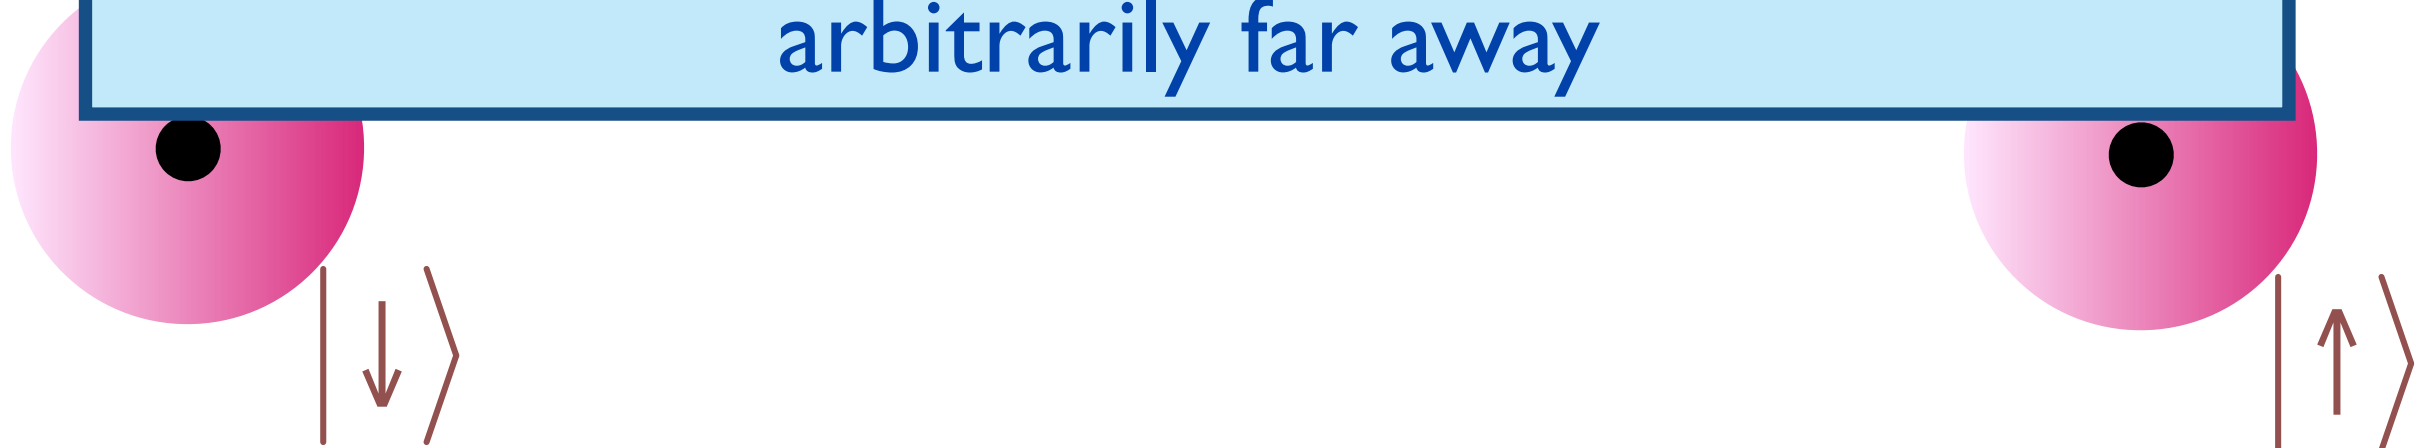 arbitrarily far away
|↓⟩ |↑⟩